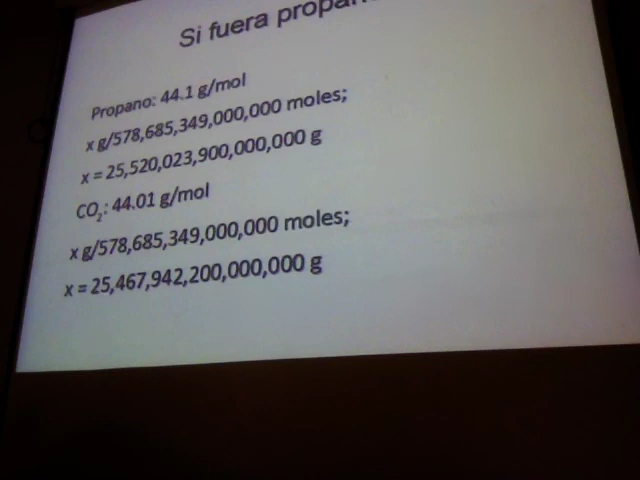 Si fuera
Propano: 44.1 g/mol
x g/578,685,349,000,000 moles;
x = 25,520,023,900,000,000 g
CO₂: 44.01 g/mol
x g/578,685,349,000,000 moles;
x = 25,467,942,200,000,000 g